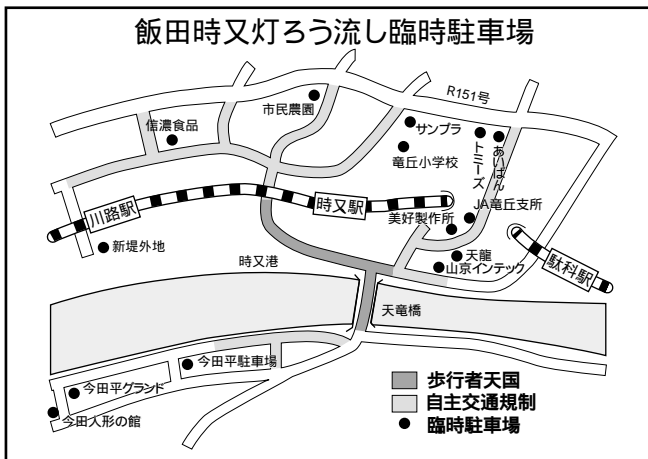 飯田時又灯ろう流し臨時駐車場
R151号
市民農園
信濃食品
サンプラ
竜丘小学校
トミーズ
あいぱん
JA竜丘支所
美好製作所
川路駅
時又駅
新堤外地
天龍
山京インテック
駄科駅
時又港
天竜橋
今田平駐車場
今田平グランド
今田人形の館
歩行者天国
自主交通規制
臨時駐車場